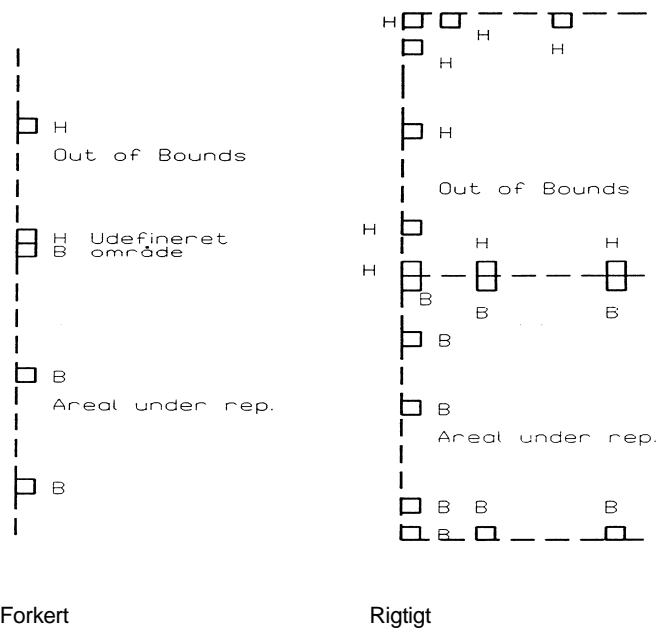 H
Out of Bounds
H Udefineret
B område
B
Areal under rep.
B
Forkert
H
H
H
H
H
Out of Bounds
H
H
H
H
B
B
B
B
B
Areal under rep.
B
B
B
B
Rigtigt